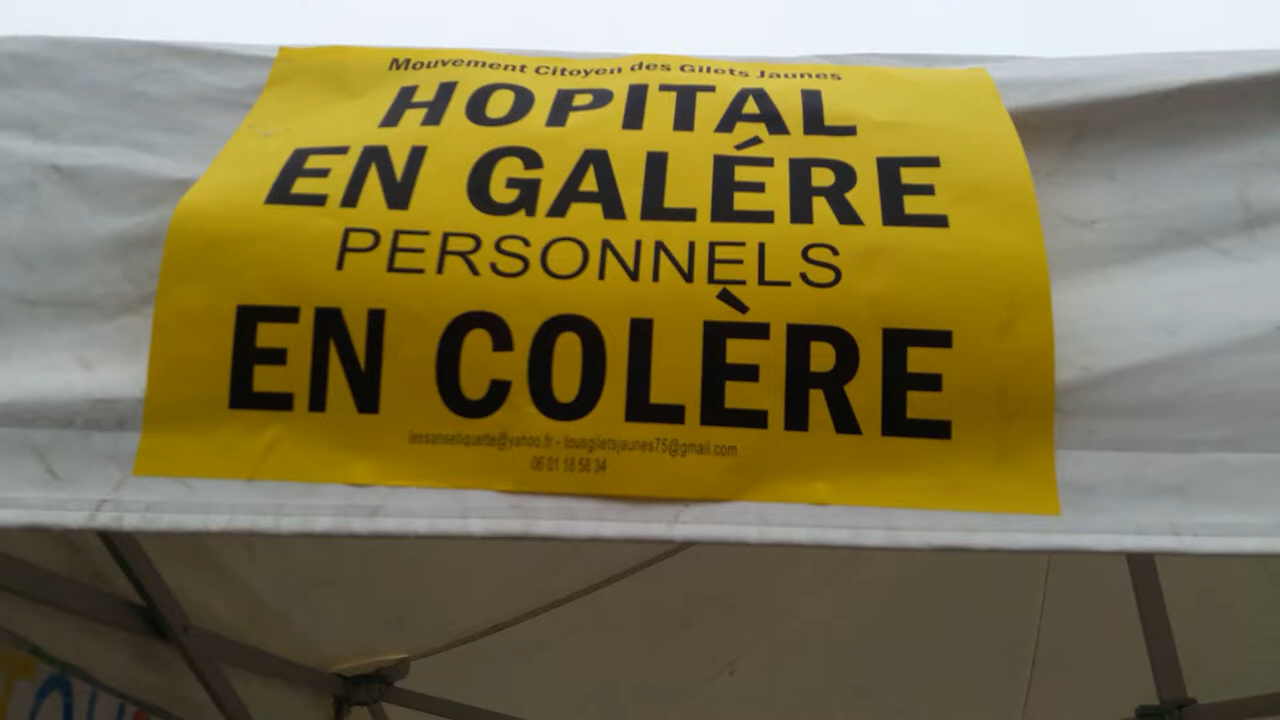 Mouvement Citoyen des Gilets Jaunes
HOPITAL
EN GALÉRE
PERSONNELS
EN COLÈRE
lessansetiquette@yahoo.fr - tousgiletsjaunes75@gmail.com
06 01 18 58 34